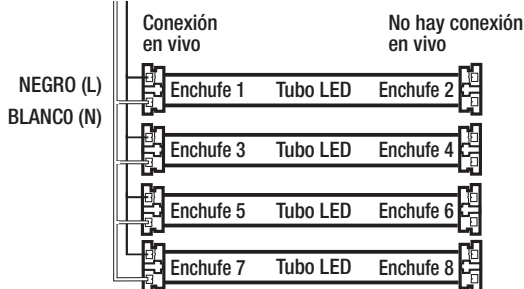 Conexión
en vivo
No hay conexión
en vivo
NEGRO (L)
BLANCO (N)
Enchufe 1 Tubo LED Enchufe 2
Enchufe 3 Tubo LED Enchufe 4
Enchufe 5 Tubo LED Enchufe 6
Enchufe 7 Tubo LED Enchufe 8